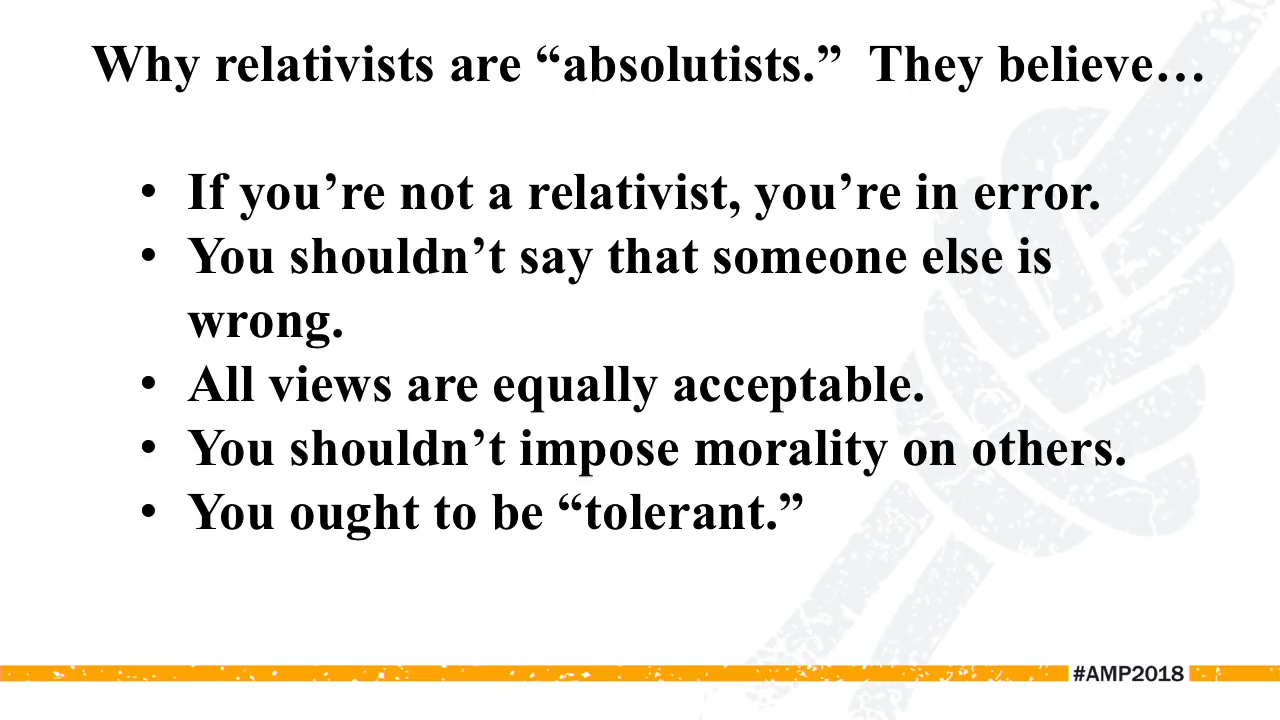 Why relativists are “absolutists.”  They believe…
• If you’re not a relativist, you’re in error.
• You shouldn’t say that someone else is
wrong.
• All views are equally acceptable.
• You shouldn’t impose morality on others.
• You ought to be “tolerant.”
#AMP2018